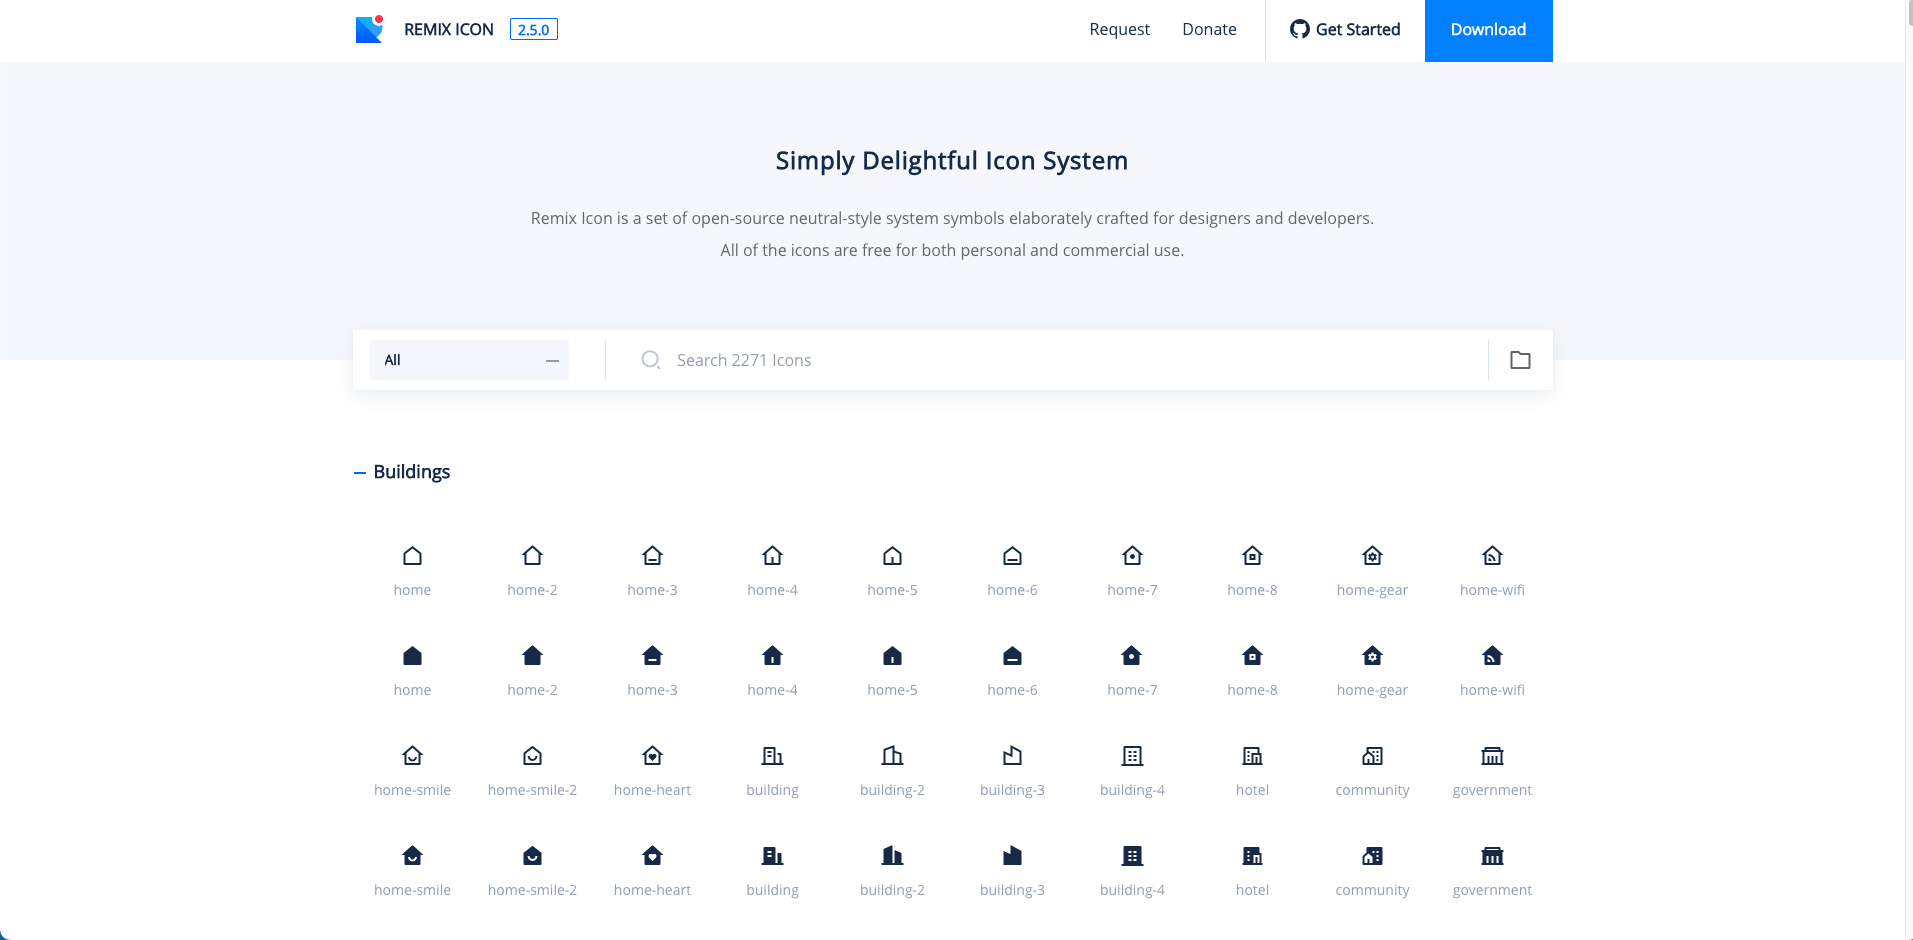 REMIX ICON 2.5.0 Request Donate Get Started Download
Simply Delightful Icon System
Remix Icon is a set of open-source neutral-style system symbols elaborately crafted for designers and developers.
All of the icons are free for both personal and commercial use.
All Search 2271 Icons
Buildings
home home-2 home-3 home-4 home-5 home-6 home-7 home-8 home-gear home-wifi
home home-2 home-3 home-4 home-5 home-6 home-7 home-8 home-gear home-wifi
home-smile home-smile-2 home-heart building building-2 building-3 building-4 hotel community government
home-smile home-smile-2 home-heart building building-2 building-3 building-4 hotel community government